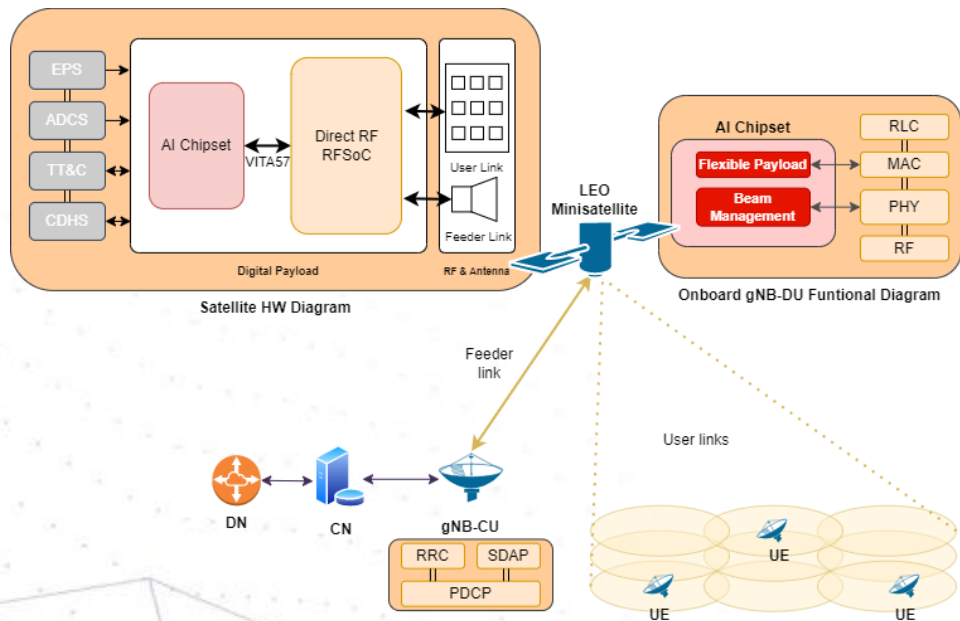 EPS
ADCS
TT&C
CDHS
AI Chipset
VITA57
Direct RF
RFSoC
User Link
Feeder Link
Digital Payload
RF & Antenna
Satellite HW Diagram
LEO
Minisatellite
AI Chipset
Flexible Payload
Beam
Management
RLC
MAC
PHY
RF
Onboard gNB-DU Funtional Diagram
Feeder
link
User links
DN
CN
gNB-CU
RRC
SDAP
PDCP
UE
UE
UE